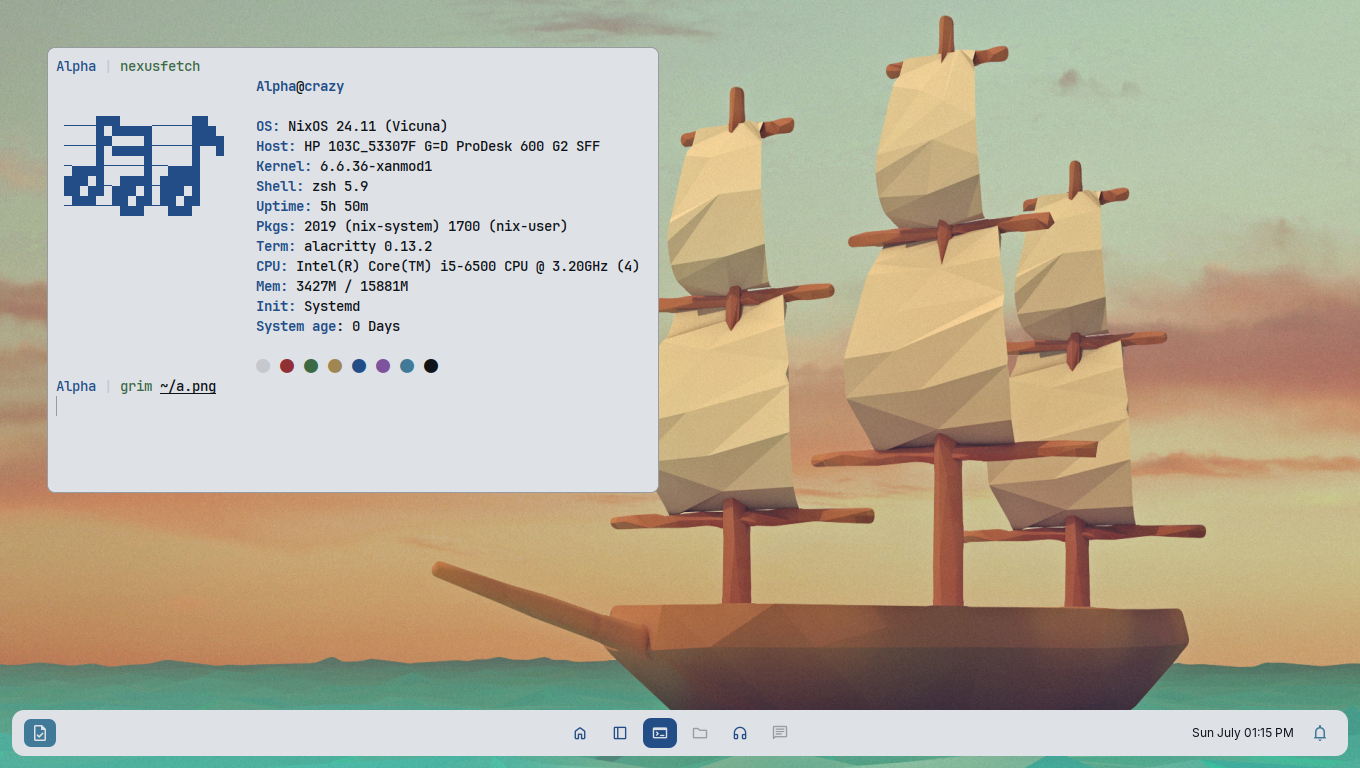 Alpha | nexusfetch
Alpha@crazy
OS: NixOS 24.11 (Vicuna)
Host: HP 103C_53307F G=D ProDesk 600 G2 SFF
Kernel: 6.6.36-xanmod1
Shell: zsh 5.9
Uptime: 5h 50m
Pkgs: 2019 (nix-system) 1700 (nix-user)
Term: alacritty 0.13.2
CPU: Intel(R) Core(TM) i5-6500 CPU @ 3.20GHz (4)
Mem: 3427M / 15881M
Init: Systemd
System age: 0 Days
Alpha | grim ~/a.png
Sun July 01:15 PM